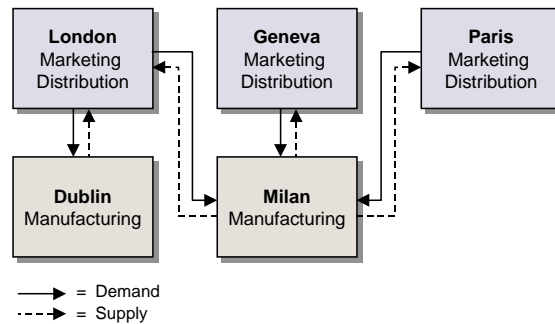 London
Marketing
Distribution
Geneva
Marketing
Distribution
Paris
Marketing
Distribution
Dublin
Manufacturing
Milan
Manufacturing
= Demand
= Supply